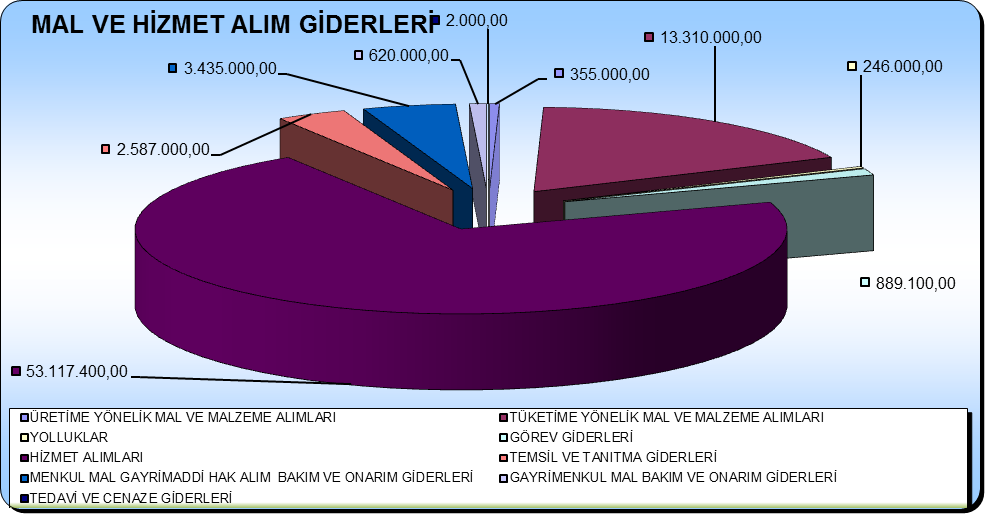 MAL VE HİZMET ALIM GİDERLERİ
2.000,00
13.310.000,00
620.000,00
3.435.000,00
355.000,00
246.000,00
2.587.000,00
889.100,00
53.117.400,00
ÜRETİME YÖNELİK MAL VE MALZEME ALIMLARI
TÜKETİME YÖNELİK MAL VE MALZEME ALIMLARI
YOLLUKLAR
GÖREV GİDERLERİ
HİZMET ALIMLARI
TEMSİL VE TANITMA GİDERLERİ
MENKUL MAL GAYRİMADDİ HAK ALIM  BAKIM VE ONARIM GİDERLERİ
GAYRİMENKUL MAL BAKIM VE ONARIM GİDERLERİ
TEDAVİ VE CENAZE GİDERLERİ